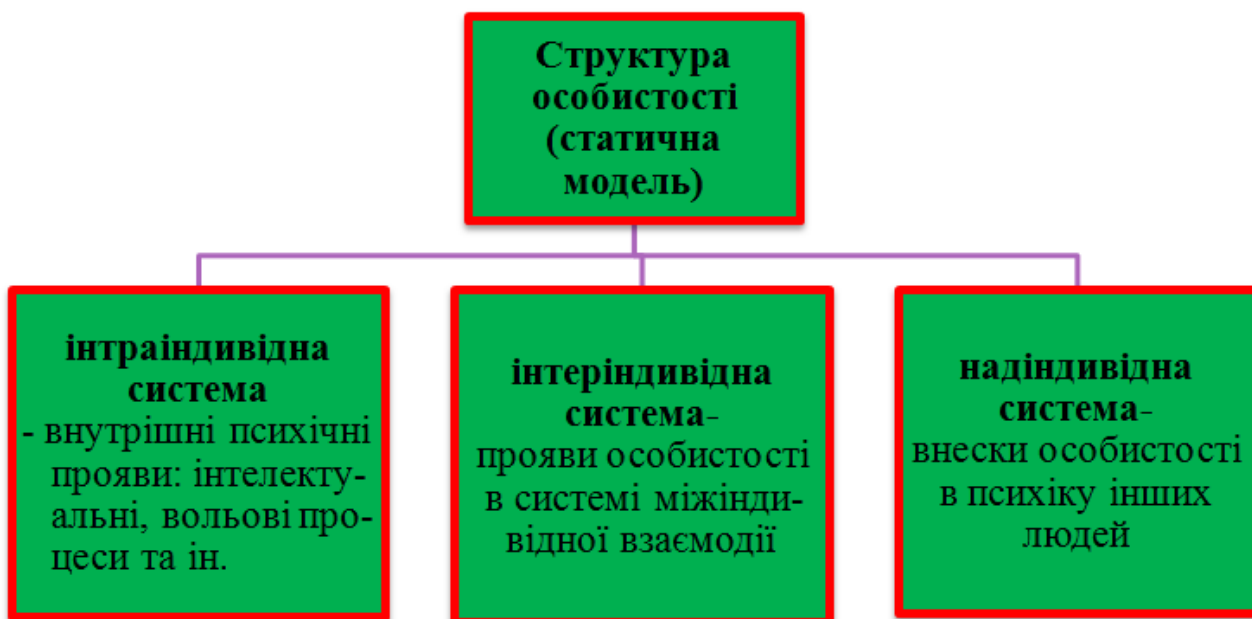 Структура
особистості
(статична
модель)
інтраіндивідна
система
- внутрішні психічні
прояви: інтелекту-
альні, вольові про-
цеси та ін.
інтеріндивідна
система-
прояви особистості
в системі міжінди-
відної взаємодії
надіндивідна
система-
внески особистості
в психіку інших
людей